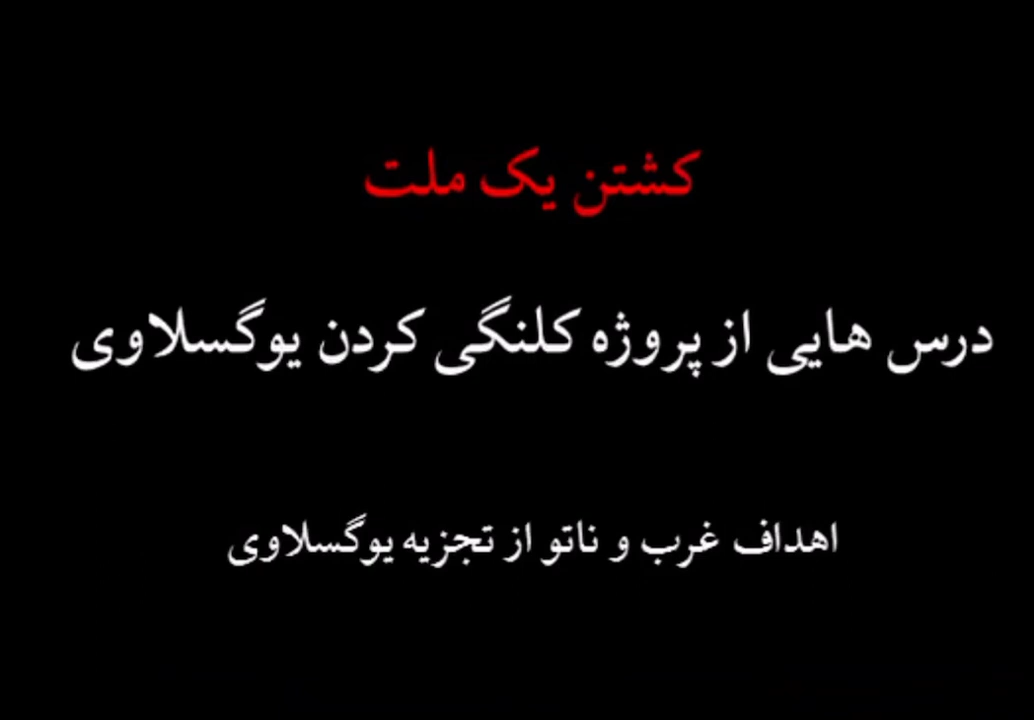 کشتن یک ملت
درس هایی از پروژه کلنگی کردن یوگسلاوی
اهداف غرب و ناتو از تجزیه یوگسلاوی